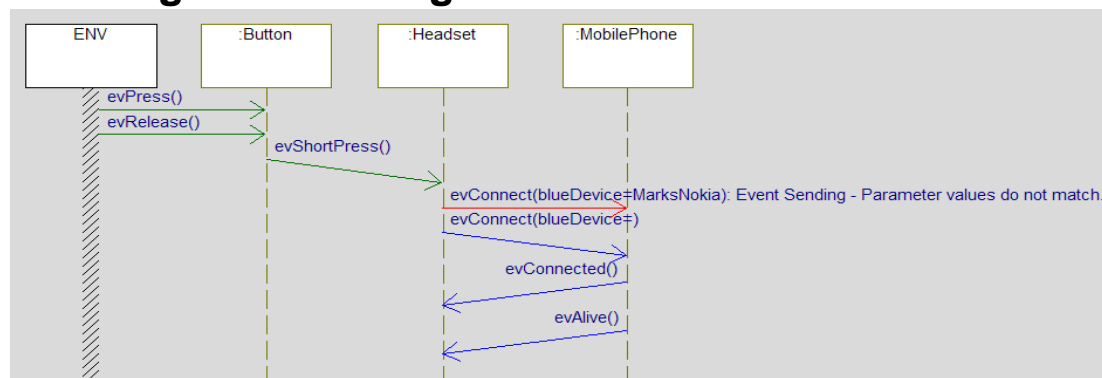 ENV :Button :Headset :MobilePhone
evPress()
evRelease()
evShortPress()
evConnect(blueDevice=MarksNokia): Event Sending - Parameter values do not match.
evConnect(blueDevice=)
evConnected()
evAlive()